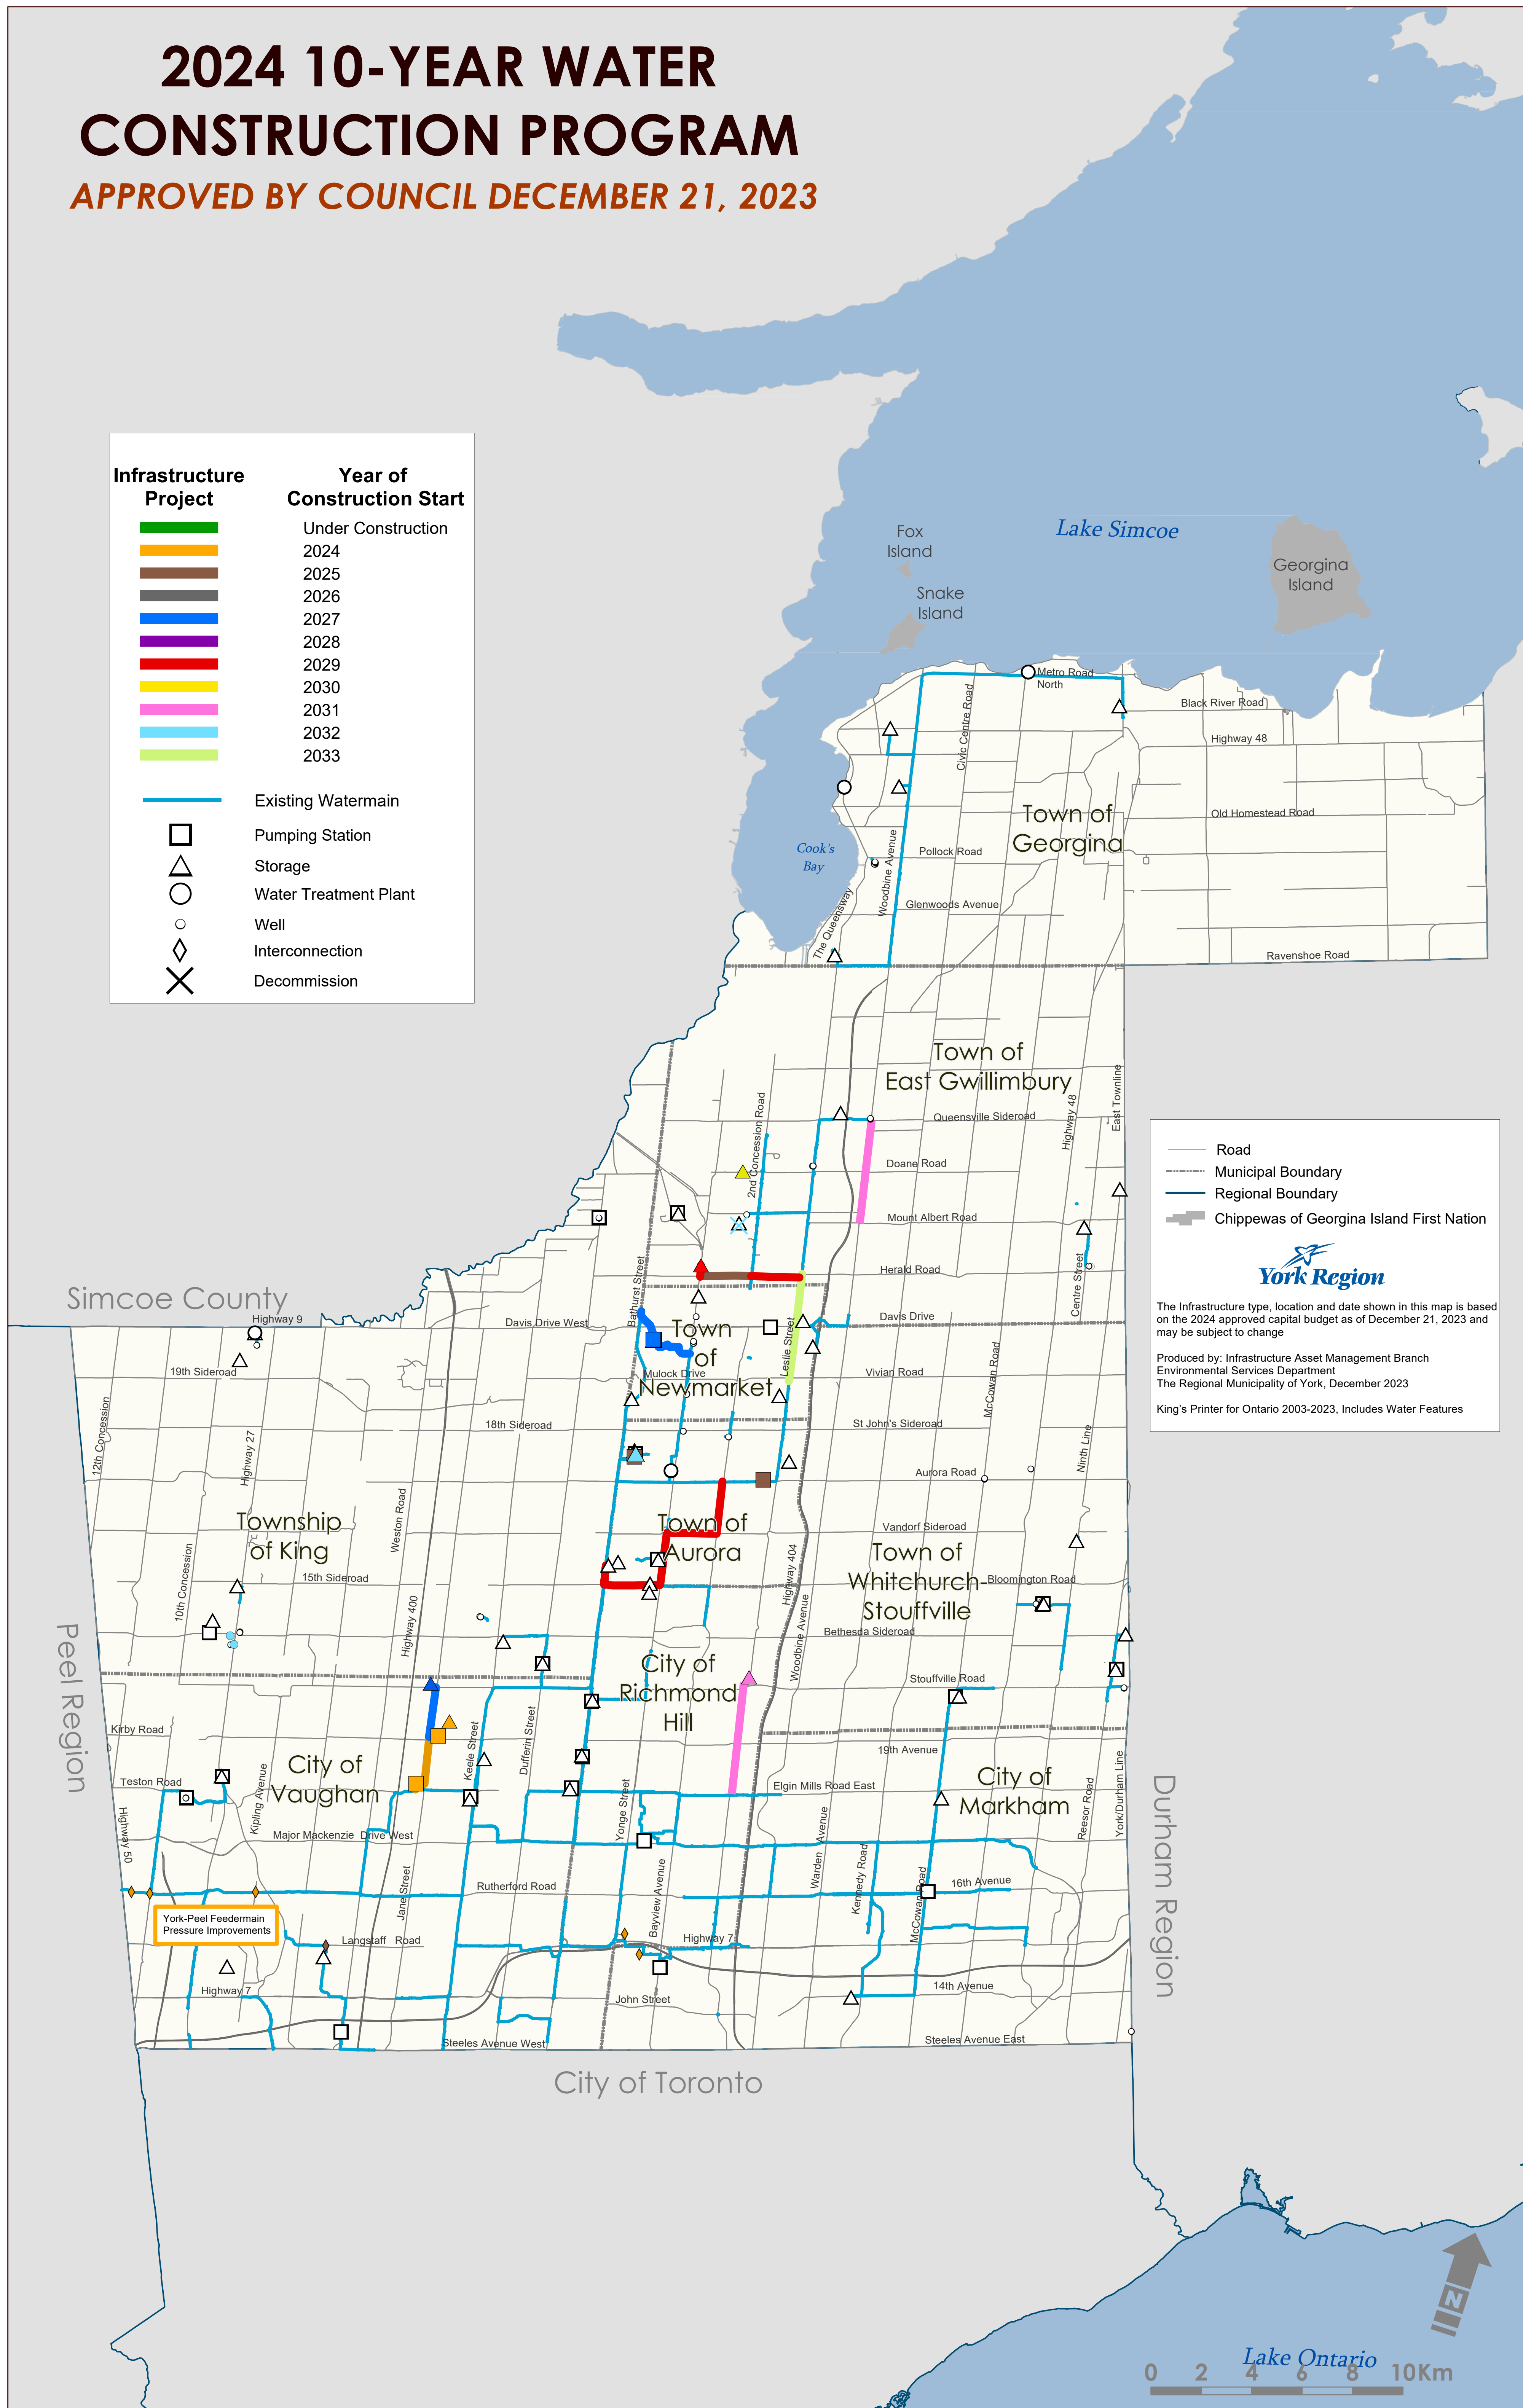 2024 10-YEAR WATER
CONSTRUCTION PROGRAM
APPROVED BY COUNCIL DECEMBER 21, 2023
Infrastructure
Project
Year of
Construction Start
Under Construction
2024
2025
2026
2027
2028
2029
2030
2031
2032
2033
Existing Watermain
Pumping Station
Storage
Water Treatment Plant
Well
Interconnection
Decommission
Lake Simcoe
Fox
Island
Snake
Island
Georgina
Island
Metro Road
North
Black River Road
Civic Centre Road
Highway 48
Town of
Georgina
Old Homestead Road
Cook's
Bay
Pollock Road
Woodbine Avenue
Glenwoods Avenue
The Queensway
Ravenshoe Road
Town of
East Gwillimbury
East Townline
Highway 48
2nd Concession Road
Queensville Sideroad
Doane Road
Mount Albert Road
Herald Road
Centre Street
Bathurst Street
Simcoe County
Highway 9
Davis Drive West
Davis Drive
Town
of
Newmarket
Leslie Street
Mulock Drive
19th Sideroad
Vivian Road
McCowan Road
12th Concession
18th Sideroad
St John's Sideroad
Highway 27
Ninth Line
Aurora Road
Township
of King
Weston Road
Town of
Aurora
Vandorf Sideroad
Town of
Whitchurch-
Stouffville
Highway 404
Bloomington Road
10th Concession
15th Sideroad
Highway 400
Woodbine Avenue
Bethesda Sideroad
Peel Region
City of
Richmond
Hill
Stouffville Road
Kirby Road
Keele Street
Dufferin Street
19th Avenue
City of
Vaughan
City of
Markham
Teston Road
Kipling Avenue
Elgin Mills Road East
Reesor Road
York/Durham Line
Durham Region
Highway 50
Yonge Street
Warden Avenue
Major Mackenzie Drive West
Jane Street
Bayview Avenue
Kennedy Road
McCowan Road
Rutherford Road
16th Avenue
York-Peel Feedermain
Pressure Improvements
Langstaff Road
Highway 7
Highway 7
14th Avenue
John Street
Steeles Avenue West
Steeles Avenue East
City of Toronto
Road
Municipal Boundary
Regional Boundary
Chippewas of Georgina Island First Nation
York Region
The Infrastructure type, location and date shown in this map is based
on the 2024 approved capital budget as of December 21, 2023 and
may be subject to change
Produced by: Infrastructure Asset Management Branch
Environmental Services Department
The Regional Municipality of York, December 2023
King's Printer for Ontario 2003-2023, Includes Water Features
N
Lake Ontario
0 2 4 6 8 10Km